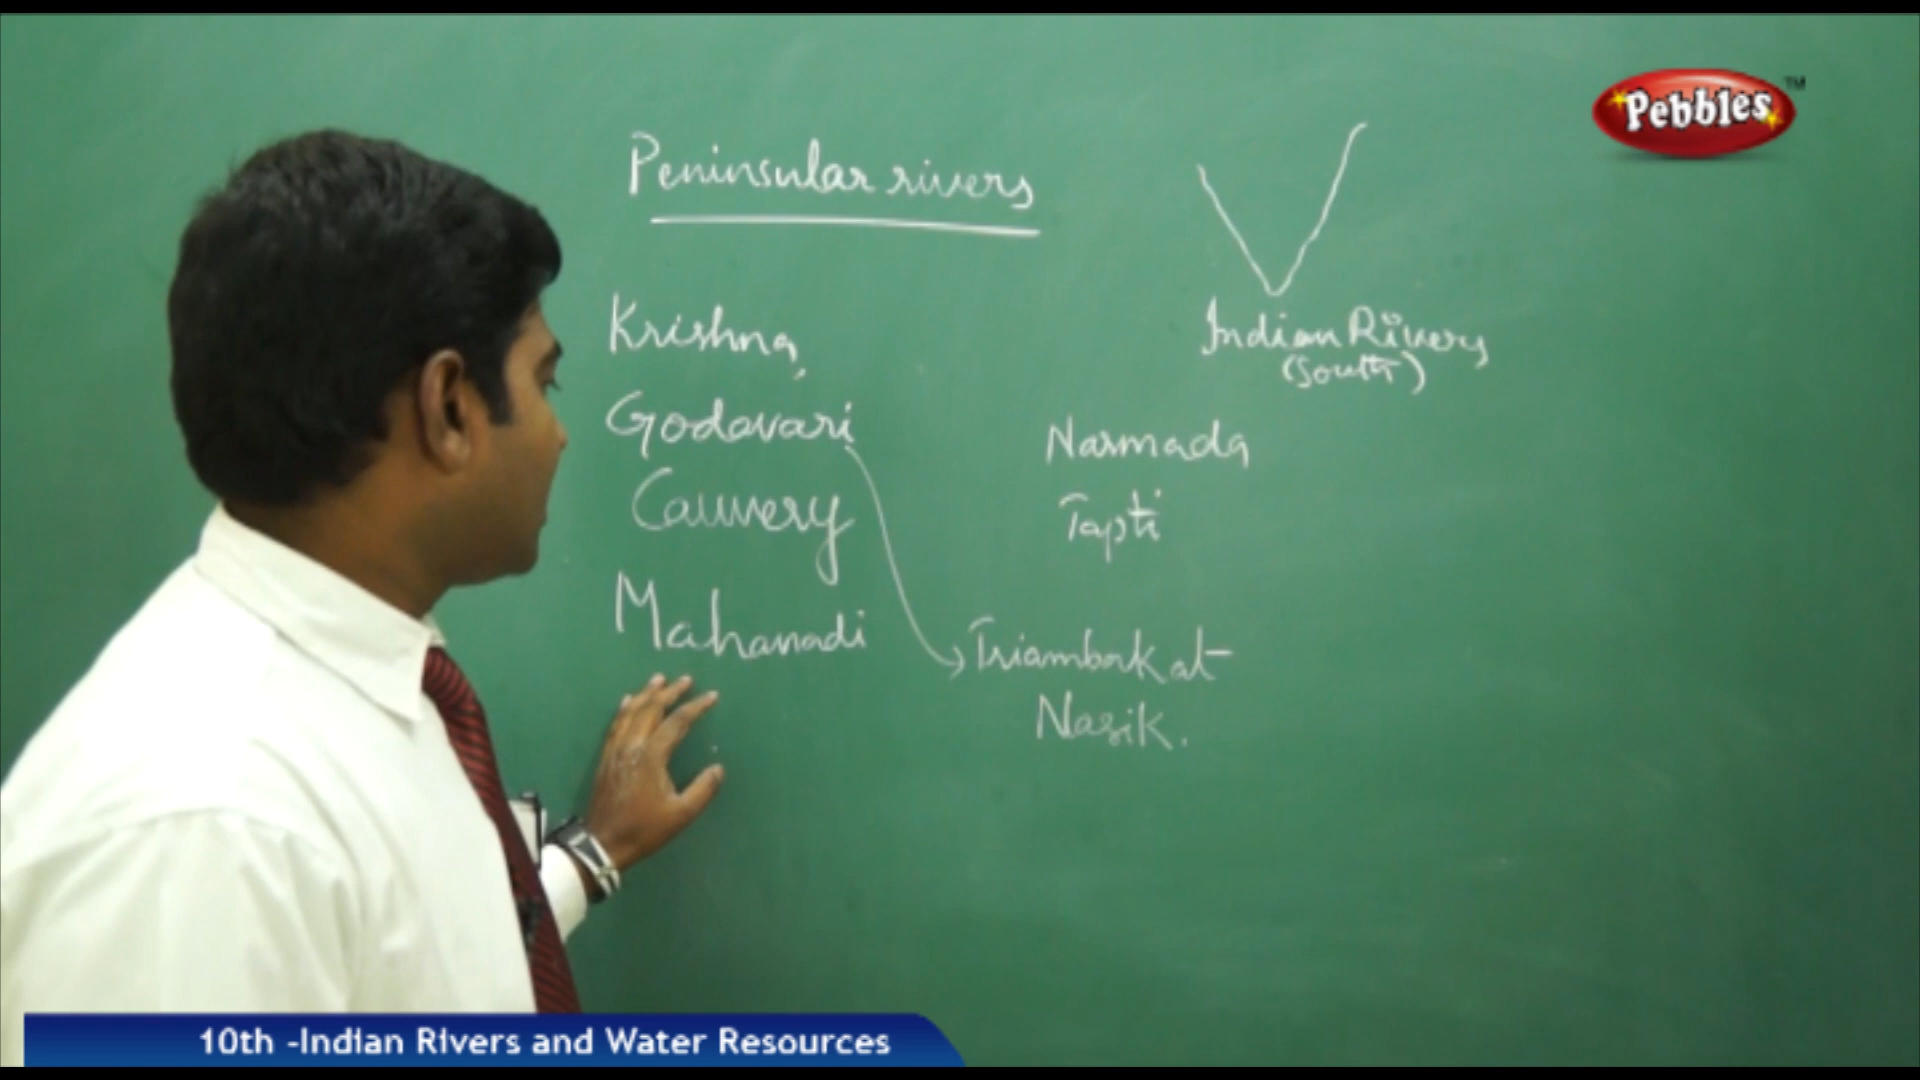 Pebbles™
Peninsular rivers
Indian Rivers
(South)
Krishna,
Godavari
Cauvery
Mahanadi
Narmada
Tapti
Triambak at
Nasik.
10th -Indian Rivers and Water Resources